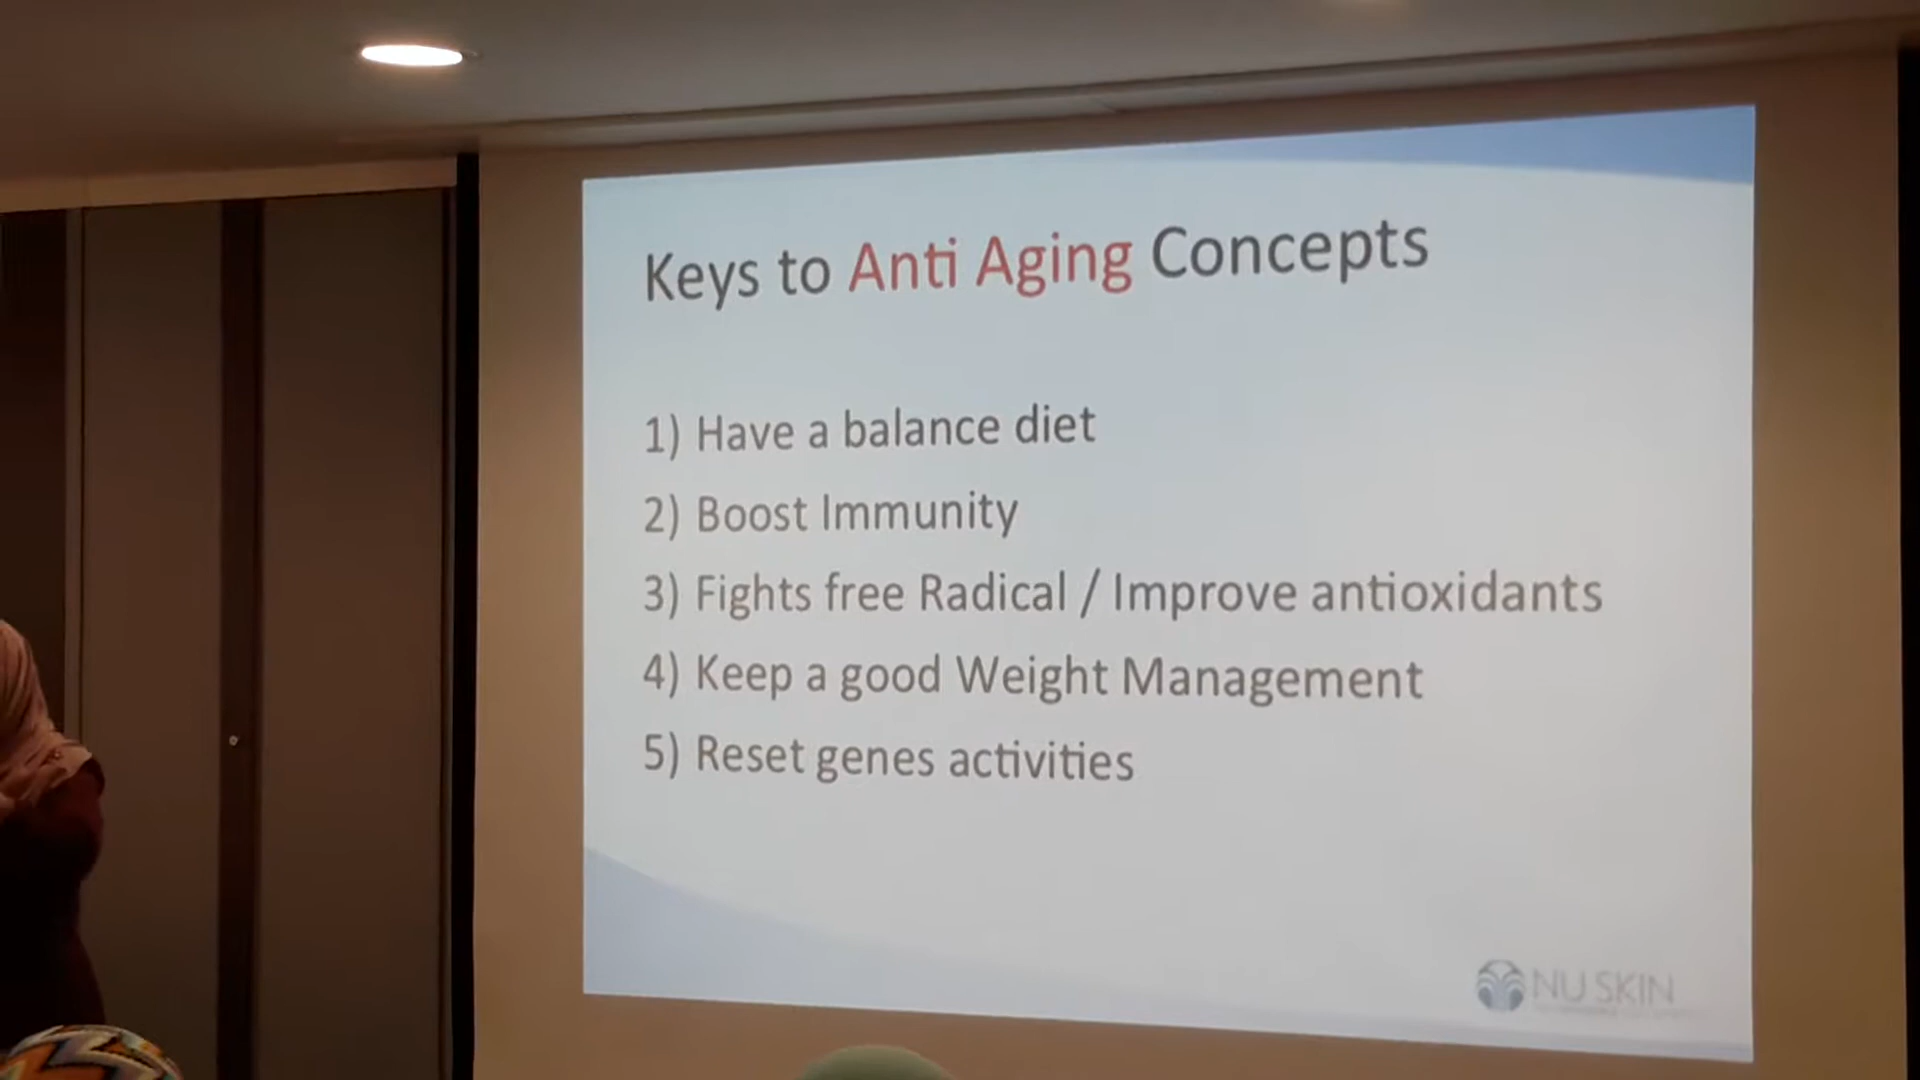 Keys to Anti Aging Concepts
1) Have a balance diet
2) Boost Immunity
3) Fights free Radical / Improve antioxidants
4) Keep a good Weight Management
5) Reset genes activities
NU SKIN